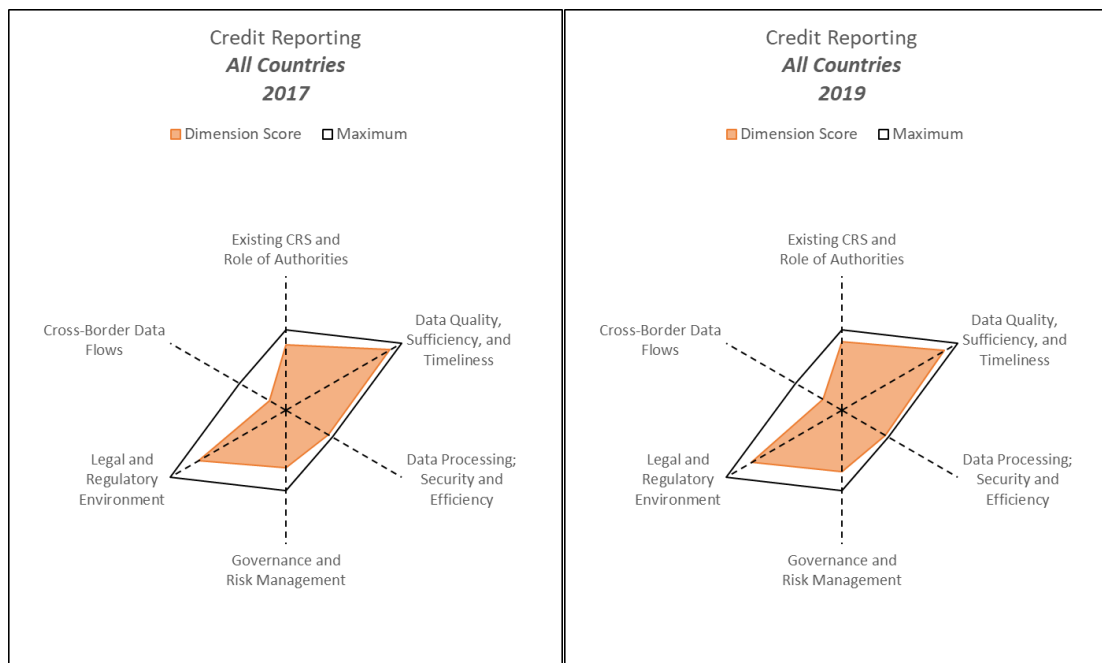 Credit Reporting
All Countries
2017
Dimension Score
Maximum
Existing CRS and
Role of Authorities
Cross-Border Data
Flows
Data Quality,
Sufficiency, and
Timeliness
Legal and
Regulatory
Environment
Data Processing;
Security and
Efficiency
Governance and
Risk Management
Credit Reporting
All Countries
2019
Dimension Score
Maximum
Existing CRS and
Role of Authorities
Cross-Border Data
Flows
Data Quality,
Sufficiency, and
Timeliness
Legal and
Regulatory
Environment
Data Processing;
Security and
Efficiency
Governance and
Risk Management